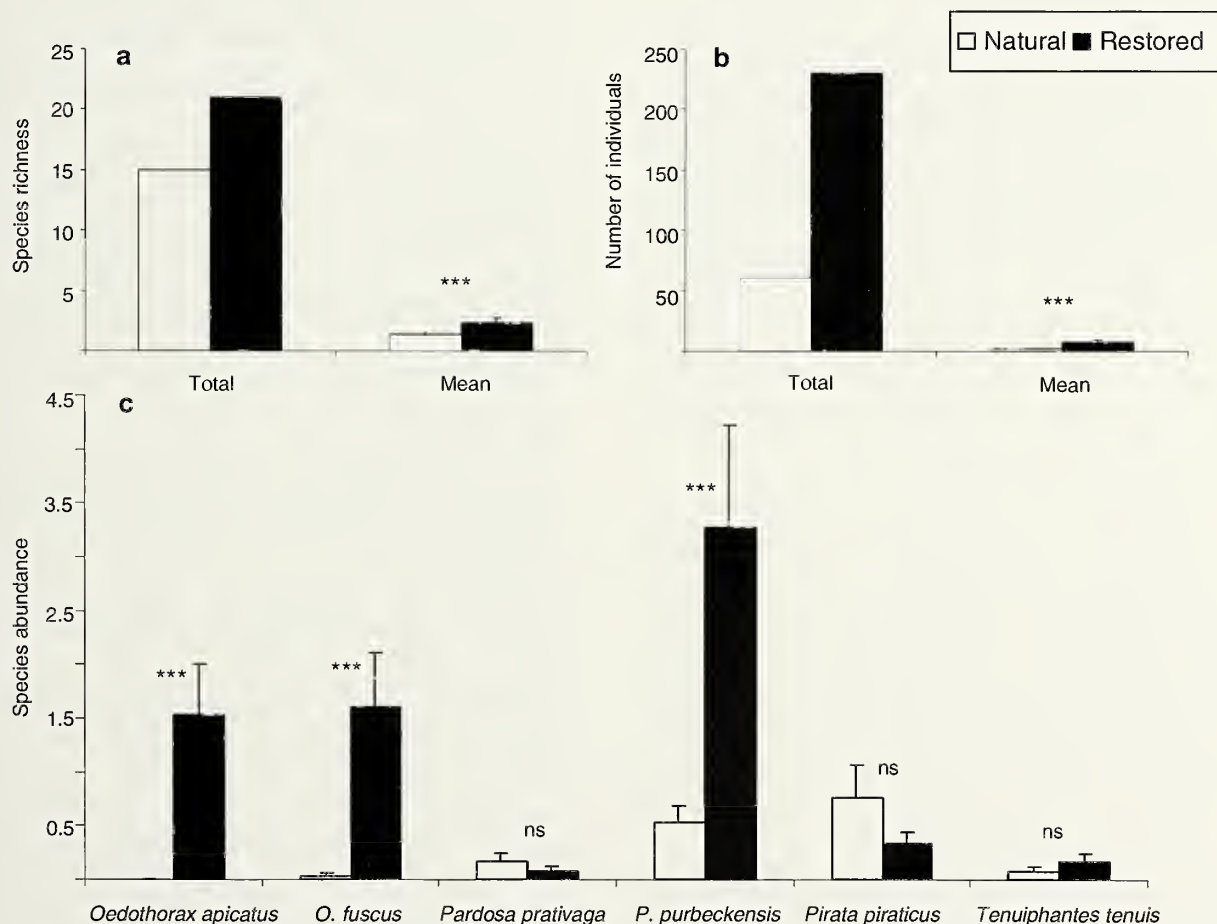 Natural Restored
a
25
20
15
10
5
Species richness
Total Mean
***
b
250
200
150
100
50
Number of individuals
Total Mean
***
c
4.5
3.5
2.5
1.5
0.5
Species abundance
***
***
ns
***
ns
ns
Oedothorax apicatus O. fuscus Pardosa prativaga P. purbeckensis Pirata piraticus Tenuiphantes tenuis